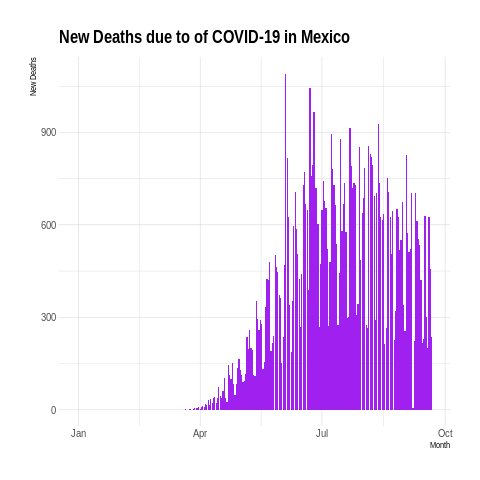 New Deaths due to of COVID-19 in Mexico
New Deaths
900
600
300
0
Jan Apr Jul Oct
Month